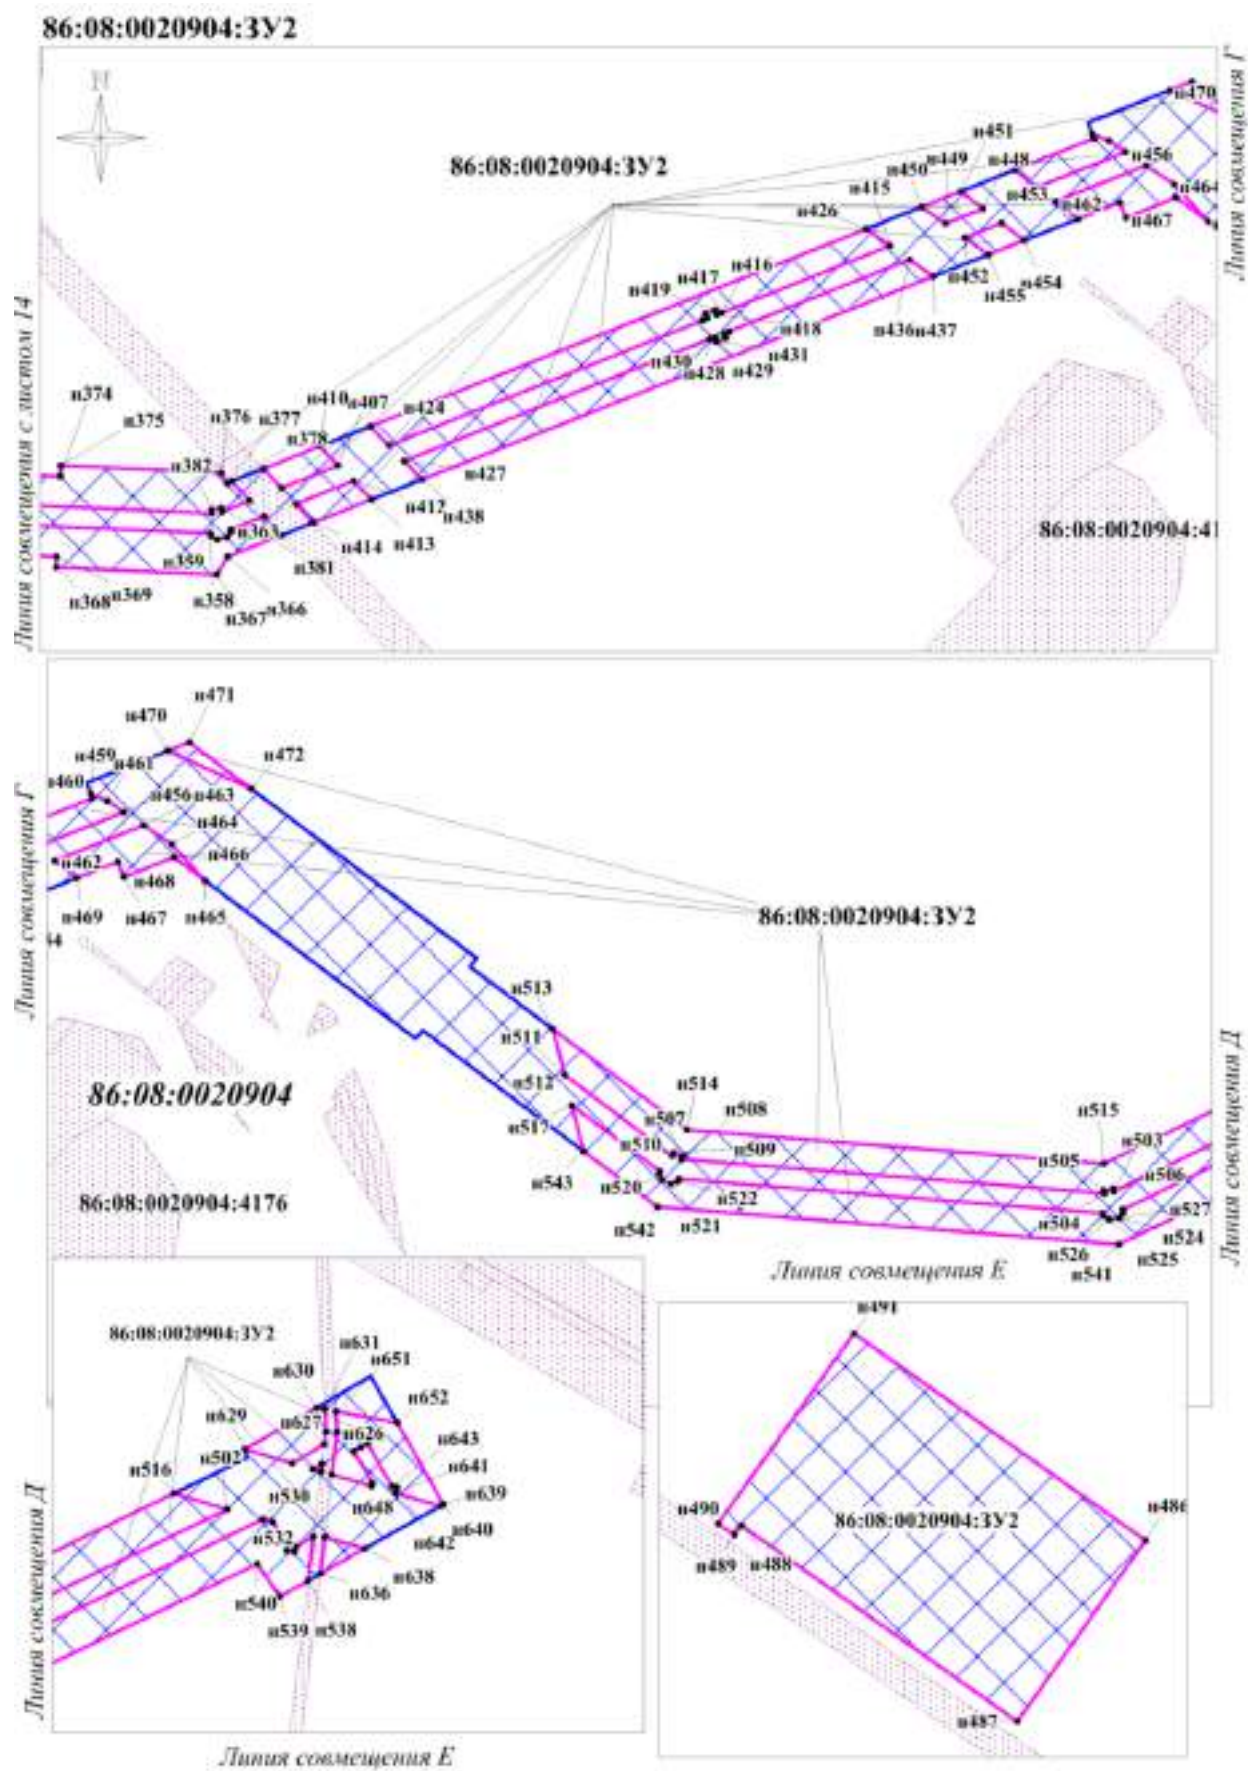 86:08:0020904:ЗУ2
N
86:08:0020904:ЗУ2
Линия совмещения Г
Линия совмещения с листом 14
н470
н451
н449
н448
н456
н450
н415
н453
н464
н462
н467
н426
н416
н417
н419
н452
н454
н455
н418
н436
н437
н431
н430
н428
н429
н374
н375
н376
н377
н410
н407
н424
н378
н382
н427
н412
н438
н363
н413
н414
н359
н381
н358
н368
н369
н367
н366
86:08:0020904:41
н471
н470
н472
н459
н461
н460
н456
н463
н464
н466
н462
н468
н469
н467
н465
Линия совмещения Г
86:08:0020904:ЗУ2
44
н513
н511
н512
н514
н507
н508
н517
н510
н509
н515
н503
н505
н506
н543
н520
н522
н504
н527
н542
н521
н526
н524
н541
н525
Линия совмещения Д
86:08:0020904
86:08:0020904:4176
Линия совмещения Е
86:08:0020904:ЗУ2
н631
н651
н630
н652
н629
н627
н626
н643
н502
н516
н641
н530
н648
н639
н532
н642
н640
н638
н636
н540
н539
н538
Линия совмещения Д
Линия совмещения Е
н491
н490
86:08:0020904:ЗУ2
н486
н489
н488
н487